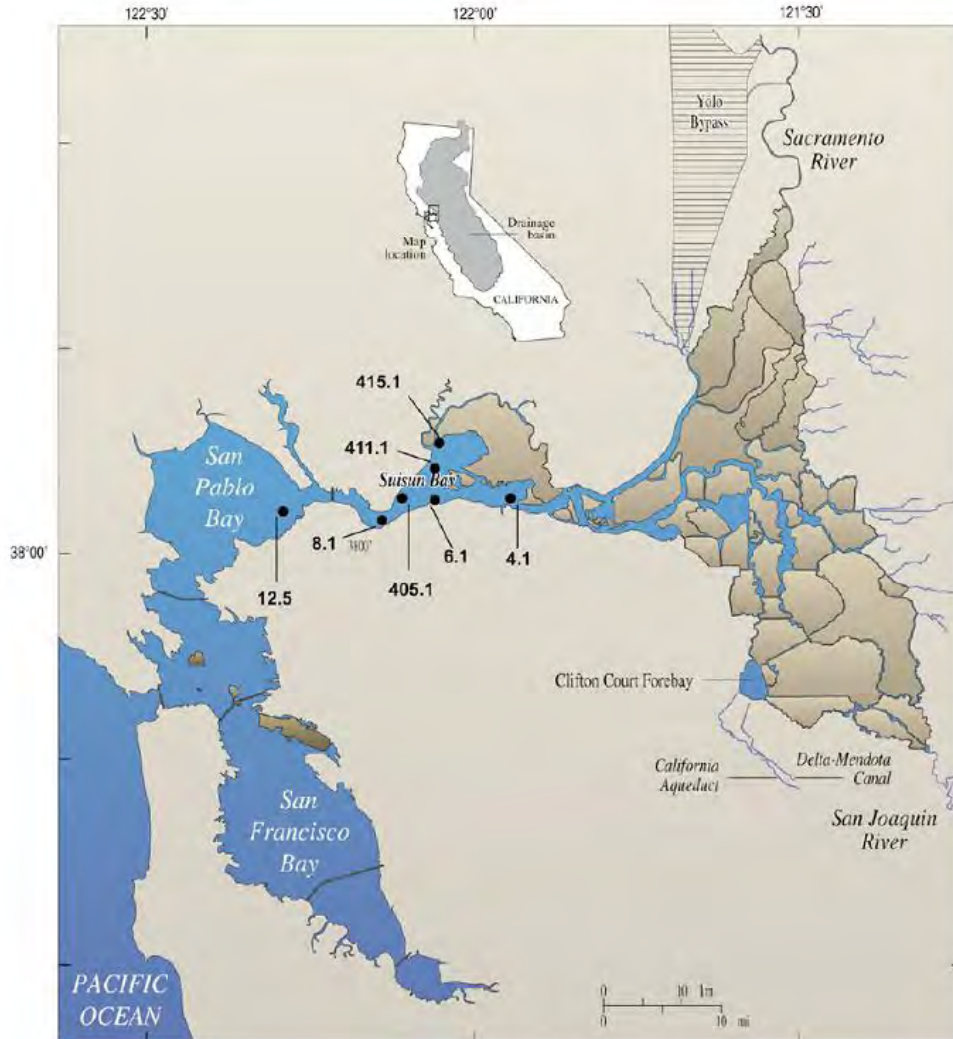 122°30'
122°00'
121°30'
Yolo
Bypass
Sacramento
River
Drainage
basin
Map
location
CALIFORNIA
415.1
411.1
San
Pablo
Bay
Suisun Bay
8.1
6.1
4.1
38°00'
12.5
405.1
Clifton Court Forebay
California
Aqueduct
Delta-Mendota
Canal
San Joaquin
River
San
Francisco
Bay
PACIFIC
OCEAN
0 10
0 10 mi